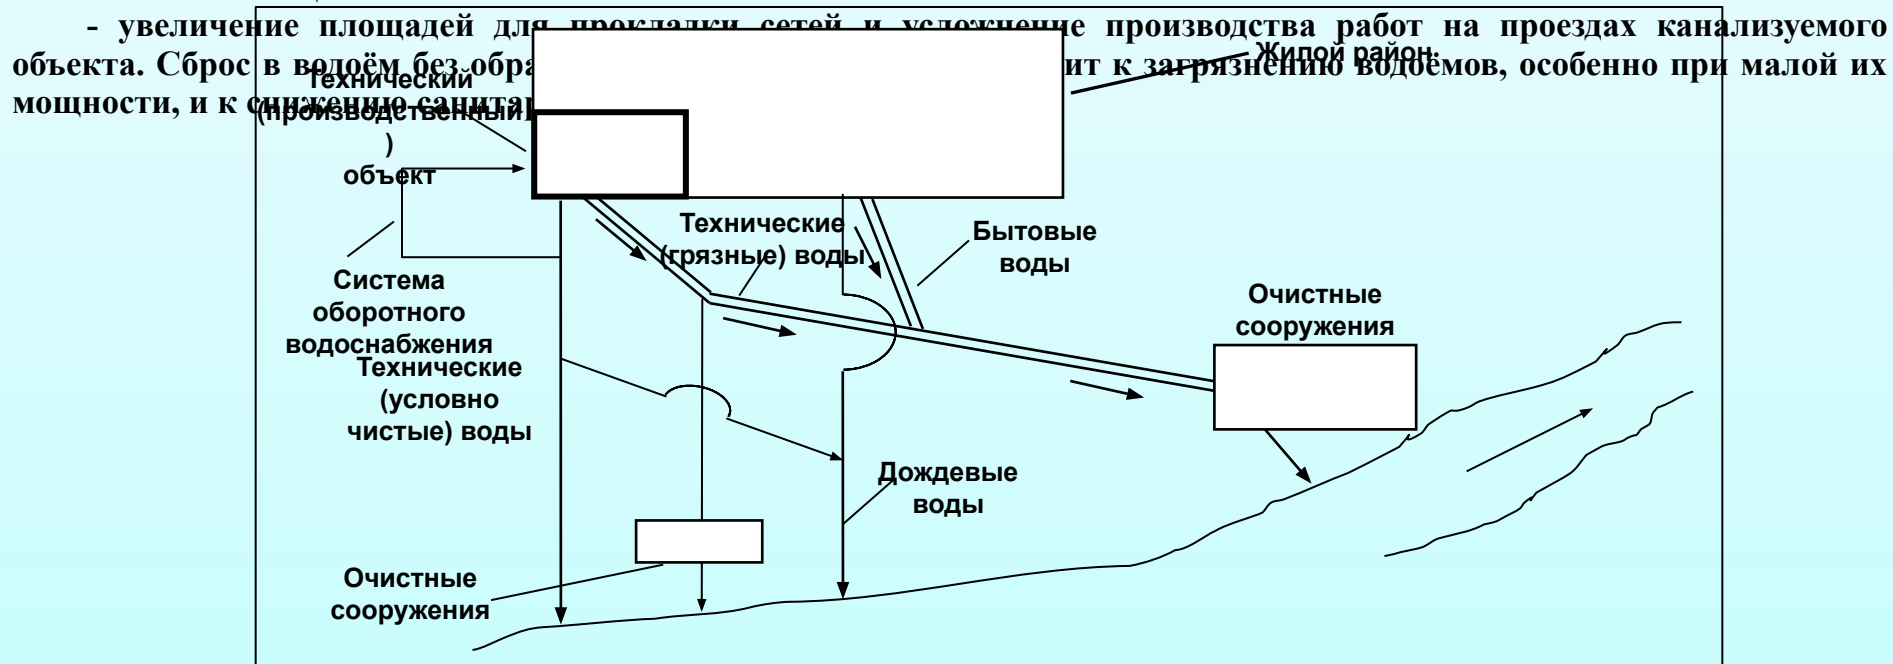 - увеличение площадей для прокладки сетей и усложнение производства работ на проездах канализуемого
объекта. Сброс в водоём без обра ит к загрязнению водоёмов, особенно при малой их
мощности, и к снижению санитар
Жилой район
Технический
(производственный
)
объект
Технические
(грязные) воды
Бытовые
воды
Система
оборотного
водоснабжения
Очистные
сооружения
Технические
(условно
чистые) воды
Дождевые
воды
Очистные
сооружения